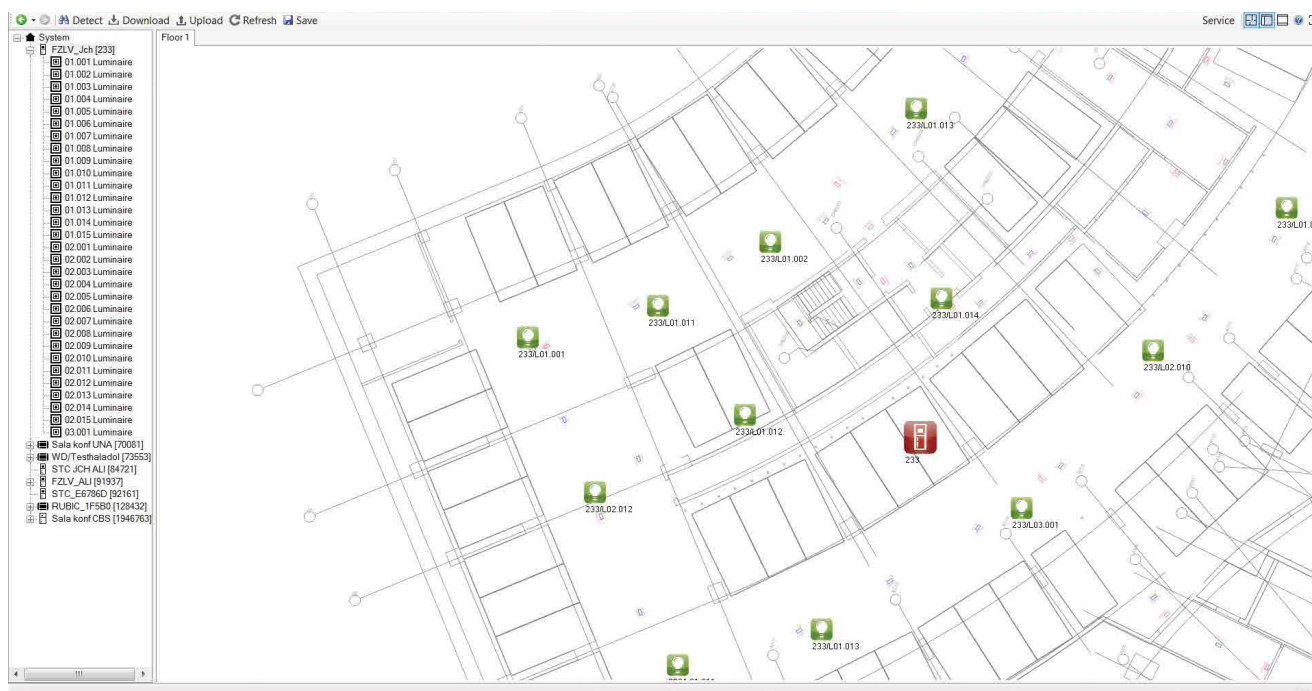 Detect Download Upload Refresh Save Service
System
FZLV_Jch [233]
01.001 Luminaire
01.002 Luminaire
01.003 Luminaire
01.004 Luminaire
01.005 Luminaire
01.006 Luminaire
01.007 Luminaire
01.008 Luminaire
01.009 Luminaire
01.010 Luminaire
01.011 Luminaire
01.012 Luminaire
01.013 Luminaire
01.014 Luminaire
01.015 Luminaire
02.001 Luminaire
02.002 Luminaire
02.003 Luminaire
02.004 Luminaire
02.005 Luminaire
02.006 Luminaire
02.007 Luminaire
02.008 Luminaire
02.009 Luminaire
02.010 Luminaire
02.011 Luminaire
02.012 Luminaire
02.013 Luminaire
02.014 Luminaire
02.015 Luminaire
03.001 Luminaire
Sala konf UNA [70081]
WD/Testhaladol [73553]
STC JCH ALI [84721]
FZLV_ALI [91937]
STC_E6786D [92161]
RUBIC_1F5B0 [128432]
Sala konf CBS [1946763]
Floor 1
233/L01.013
233/L01.002
233/L01.011
233/L01.014
233/L01.001
233/L02.010
233/L01.012
233
233/L02.012
233/L03.001
233/L01.013